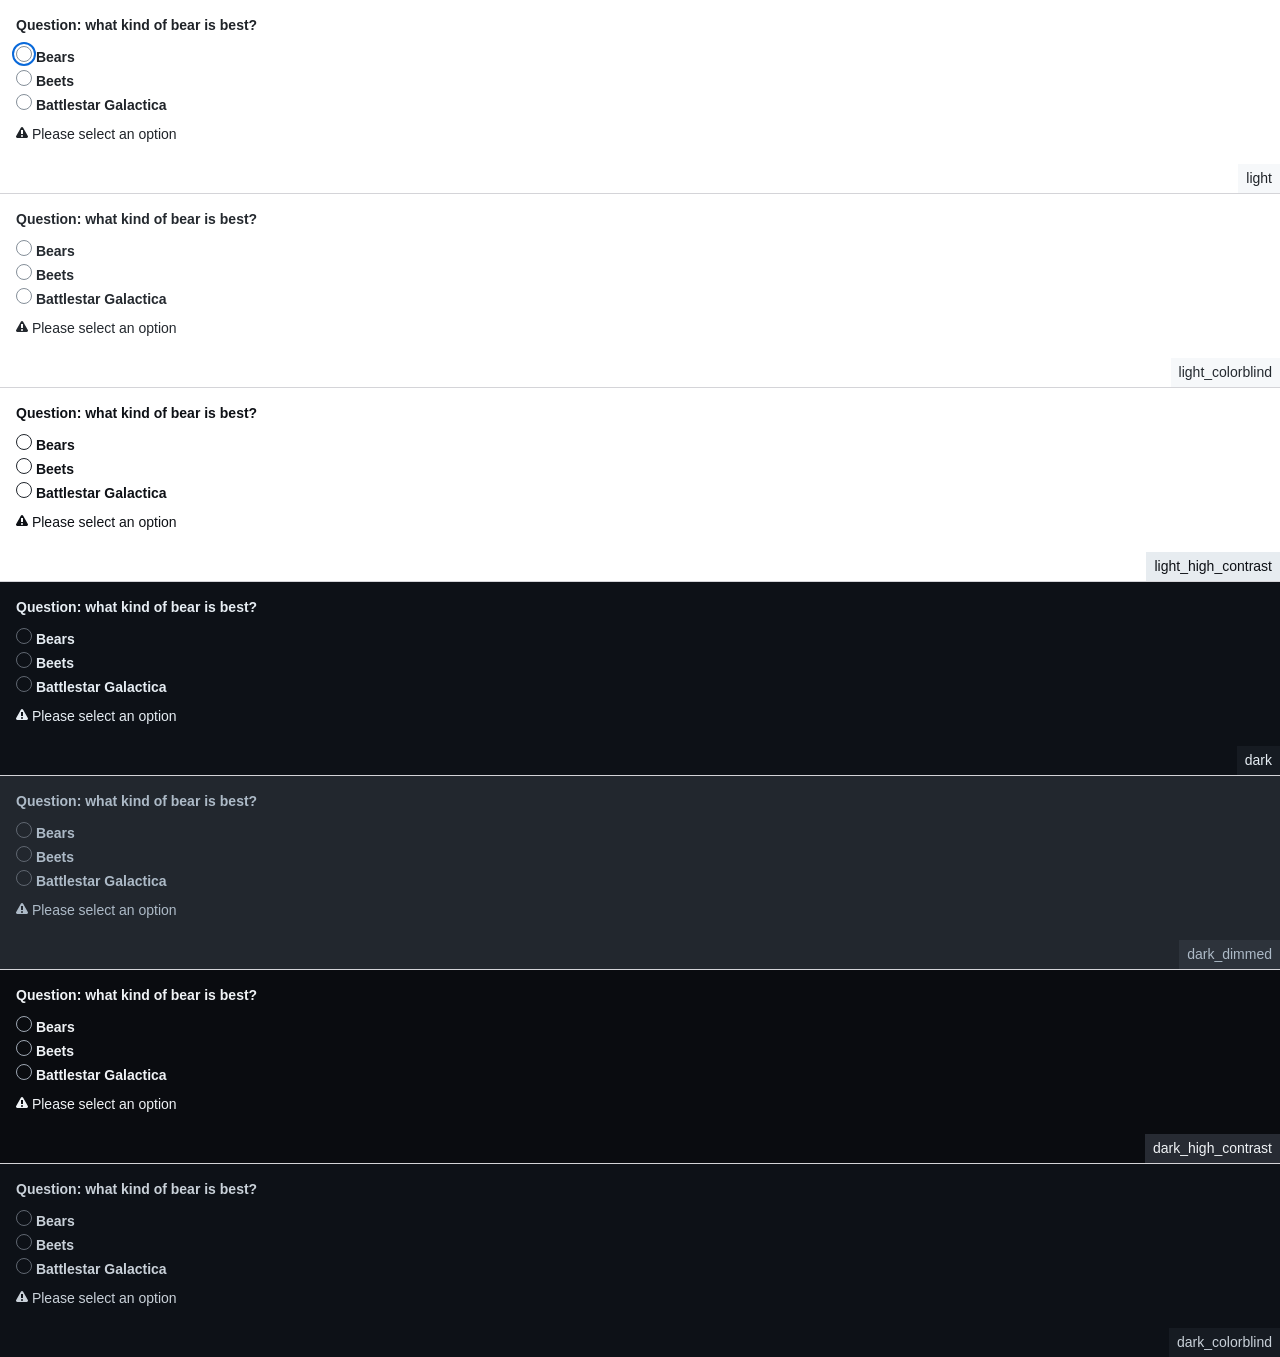 Question: what kind of bear is best?
Bears
Beets
Battlestar Galactica
Please select an option
light
Question: what kind of bear is best?
Bears
Beets
Battlestar Galactica
Please select an option
light_colorblind
Question: what kind of bear is best?
Bears
Beets
Battlestar Galactica
Please select an option
light_high_contrast
Question: what kind of bear is best?
Bears
Beets
Battlestar Galactica
Please select an option
dark
Question: what kind of bear is best?
Bears
Beets
Battlestar Galactica
Please select an option
dark_dimmed
Question: what kind of bear is best?
Bears
Beets
Battlestar Galactica
Please select an option
dark_high_contrast
Question: what kind of bear is best?
Bears
Beets
Battlestar Galactica
Please select an option
dark_colorblind